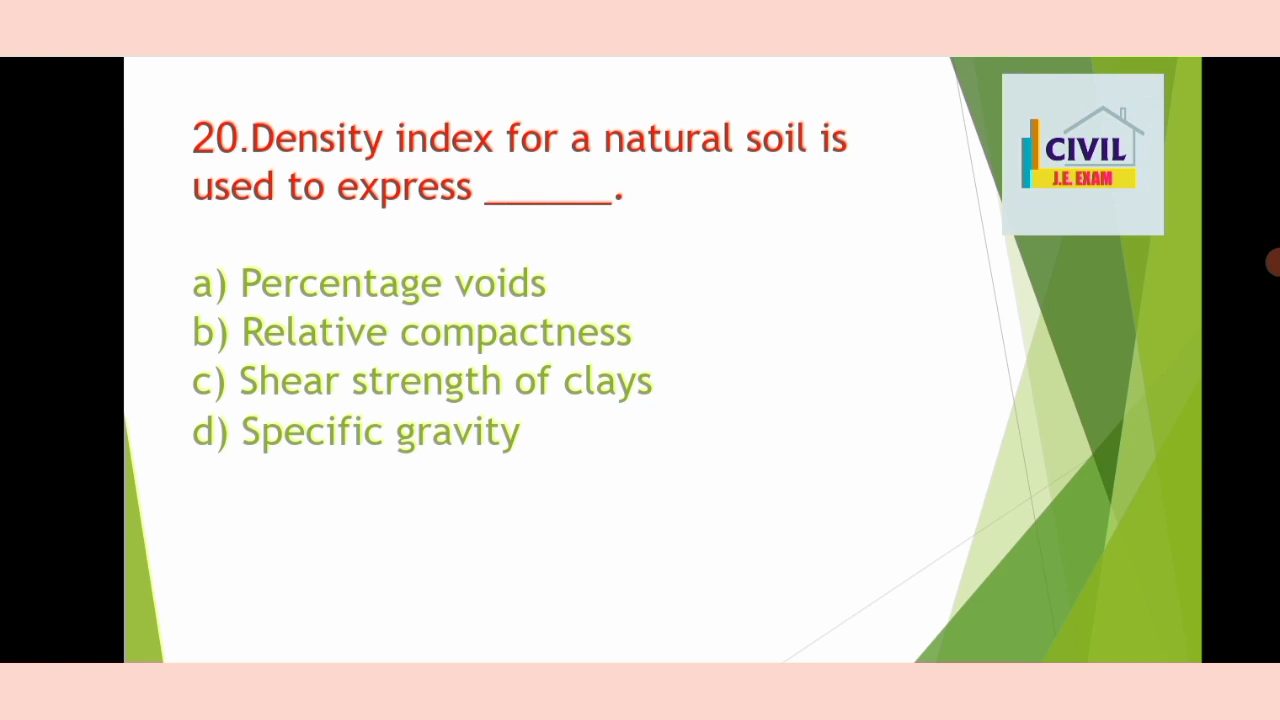 20.Density index for a natural soil is
used to express ______.
a) Percentage voids
b) Relative compactness
c) Shear strength of clays
d) Specific gravity
CIVIL
J.E. EXAM